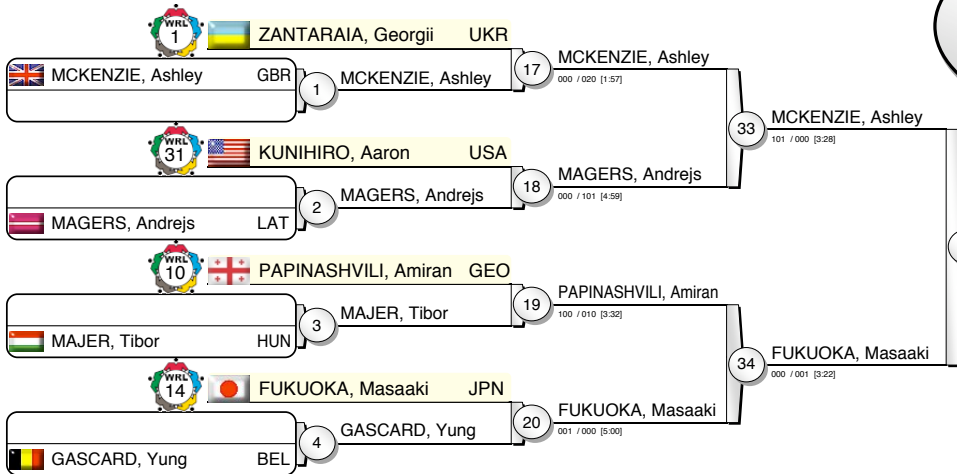 WRL
1
ZANTARAIA, Georgii UKR
MCKENZIE, Ashley GBR
1
MCKENZIE, Ashley
17
MCKENZIE, Ashley
000 / 020 [1:57]
33
MCKENZIE, Ashley
101 / 000 [3:28]
WRL
31
KUNIHIRO, Aaron USA
2
MAGERS, Andrejs
18
MAGERS, Andrejs
000 / 101 [4:59]
MAGERS, Andrejs LAT
WRL
10
PAPINASHVILI, Amiran GEO
3
MAJER, Tibor
19
PAPINASHVILI, Amiran
100 / 010 [3:32]
MAJER, Tibor HUN
34
FUKUOKA, Masaaki
000 / 001 [3:22]
WRL
14
FUKUOKA, Masaaki JPN
20
FUKUOKA, Masaaki
001 / 000 [5:00]
4
GASCARD, Yung
GASCARD, Yung BEL